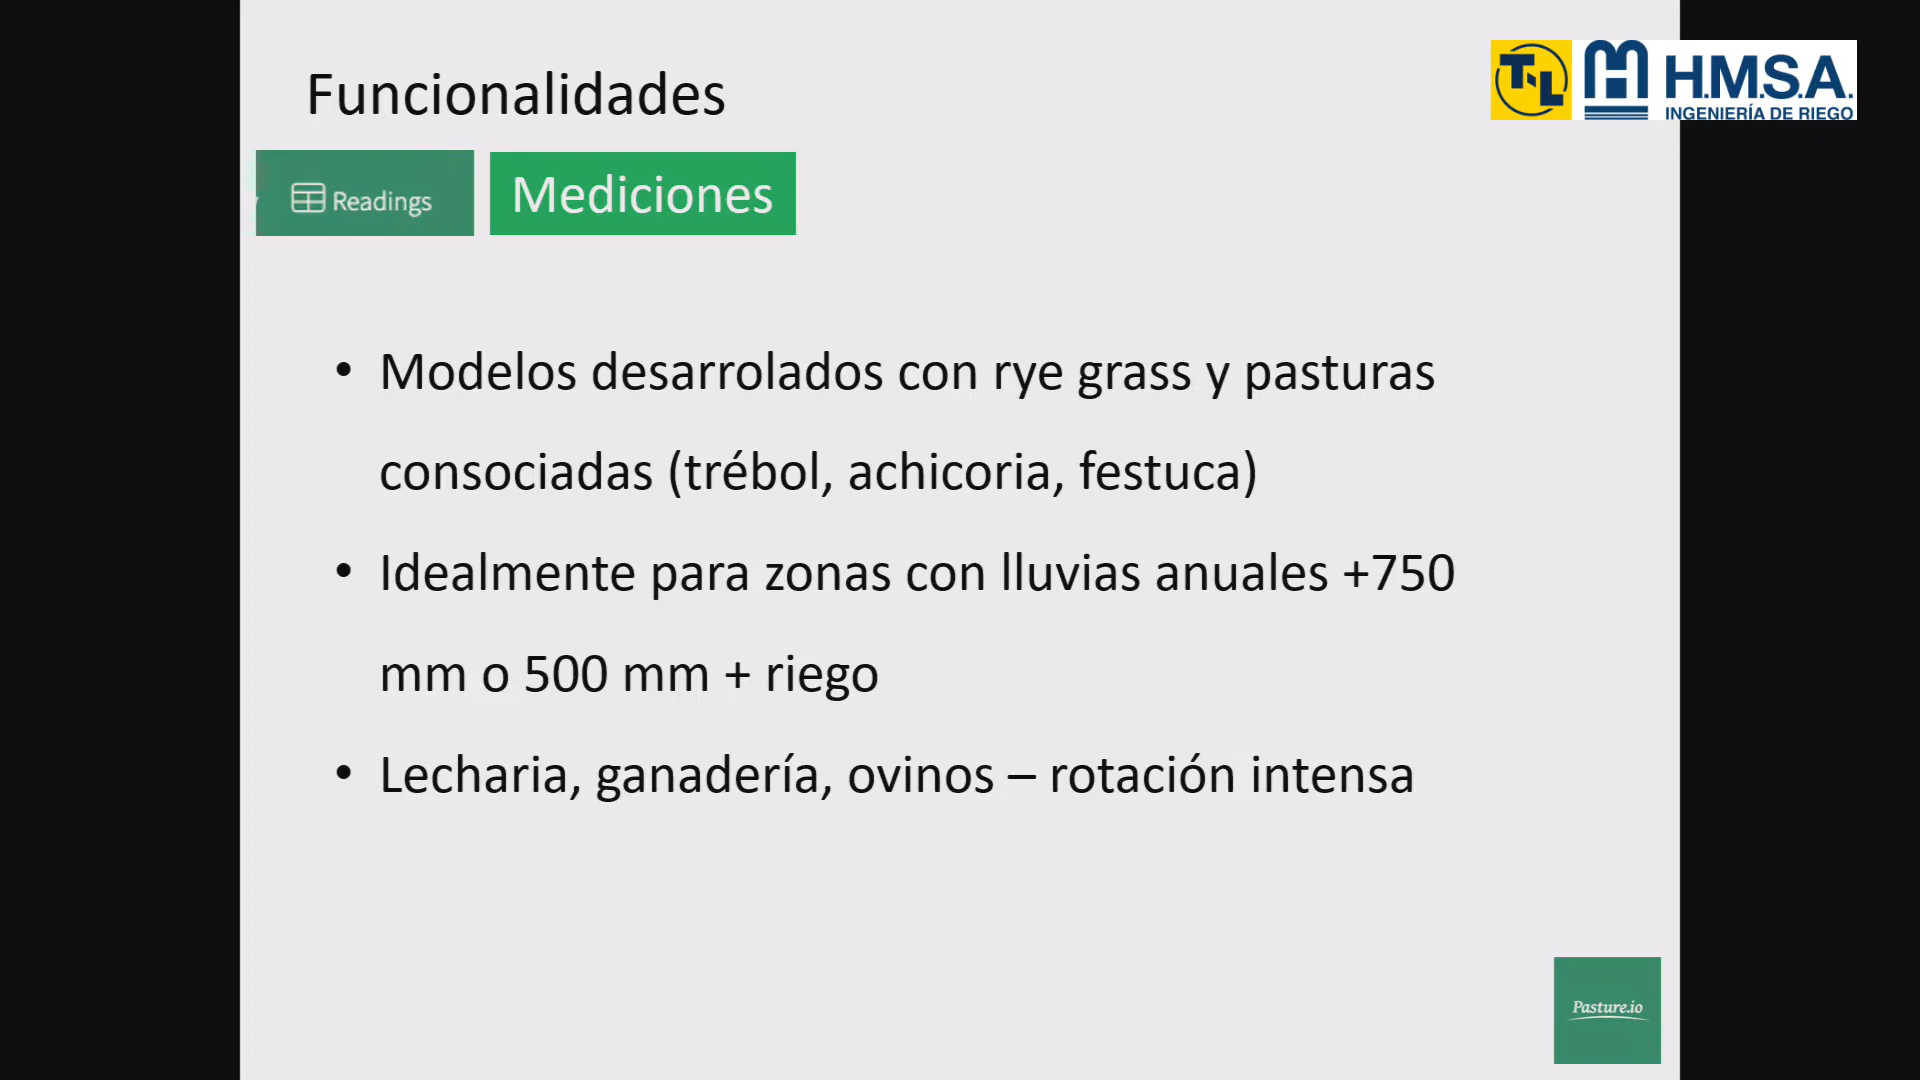 Funcionalidades
T-L
H.M.S.A.
INGENIERÍA DE RIEGO
Readings
Mediciones
• Modelos desarrolados con rye grass y pasturas
consociadas (trébol, achicoria, festuca)
• Idealmente para zonas con lluvias anuales +750
mm o 500 mm + riego
• Lecharia, ganadería, ovinos – rotación intensa
Pasture.io